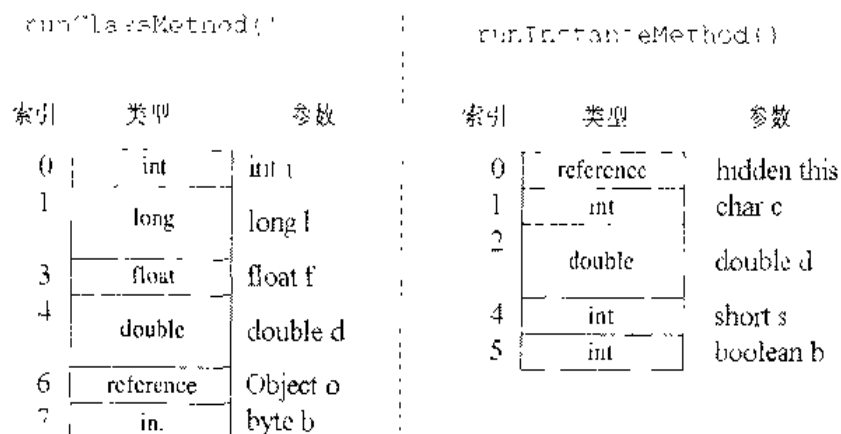 runClassMethod()
索引 类型 参数
0 int int i
1 long long l
3 float float f
4 double double d
6 reference Object o
7 in. byte b
runInstanceMethod()
索引 类型 参数
0 reference hidden this
1 int char c
2 double double d
4 int short s
5 int boolean b